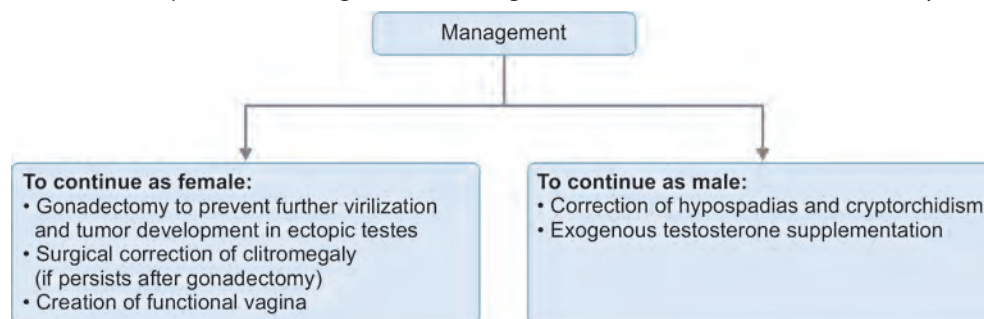 Management
To continue as female:
• Gonadectomy to prevent further virilization
and tumor development in ectopic testes
• Surgical correction of clitromegaly
(if persists after gonadectomy)
• Creation of functional vagina
To continue as male:
• Correction of hypospadias and cryptorchidism
• Exogenous testosterone supplementation